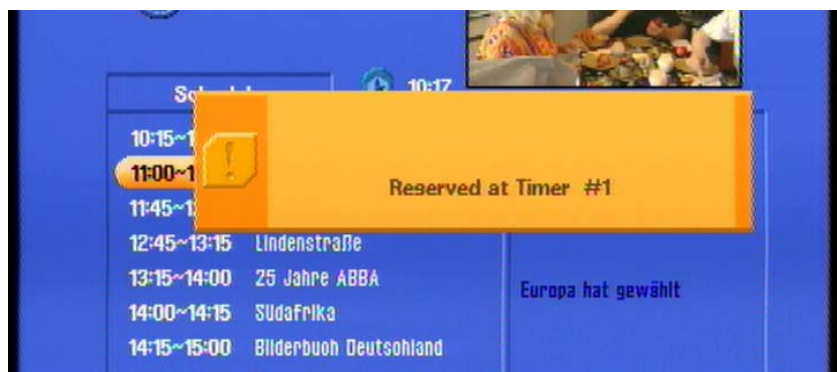 10:17
10:15~1
11:00~1
11:45~1
Reserved at Timer #1
12:45~13:15 Lindenstraße
13:15~14:00 25 Jahre ABBA
14:00~14:15 Südafrika
14:15~15:00 Bilderbuch Deutschland
Europa hat gewählt